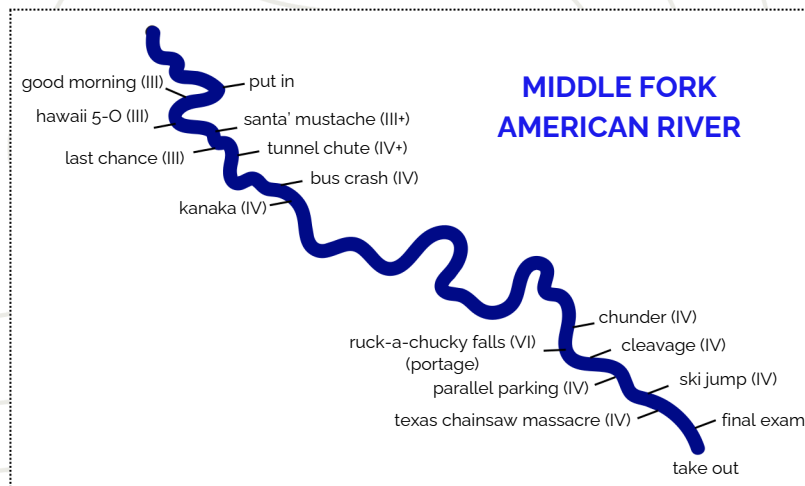 MIDDLE FORK
AMERICAN RIVER
good morning (III)
put in
hawaii 5-O (III)
santa' mustache (III+)
tunnel chute (IV+)
last chance (III)
bus crash (IV)
kanaka (IV)
chunder (IV)
ruck-a-chucky falls (VI)
(portage)
cleavage (IV)
parallel parking (IV)
ski jump (IV)
texas chainsaw massacre (IV)
final exam
take out